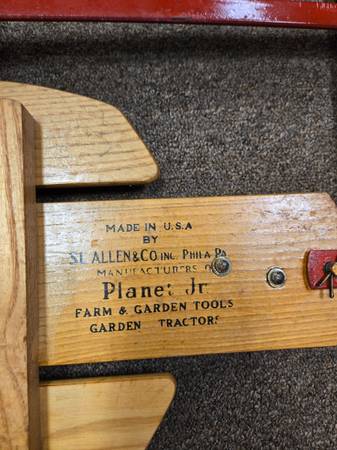 MADE IN U.S.A
BY
S.L. ALLEN & CO INC. PHILA PA
MANUFACTURERS OF
Planet Jr.
FARM & GARDEN TOOLS
GARDEN TRACTORS